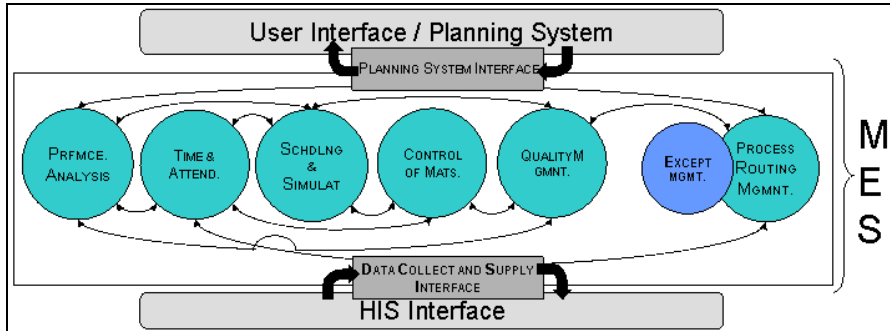 User Interface / Planning System
PLANNING SYSTEM INTERFACE
PRFMCE.
ANALYSIS
TIME &
ATTEND.
SCHDLNG
&
SIMULAT
CONTROL
OF MATS.
QUALITY M
GMNT.
EXCEPT
MGMT.
PROCESS
ROUTING
MGMNT.
M
E
S
DATA COLLECT AND SUPPLY
INTERFACE
HIS Interface